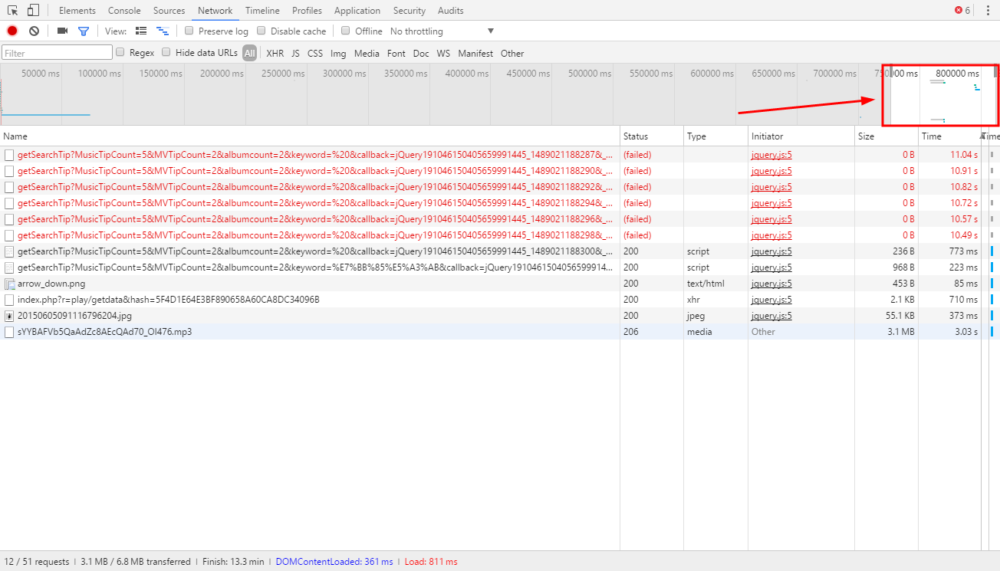 Elements Console Sources Network Timeline Profiles Application Security Audits 6
View: Preserve log Disable cache Offline No throttling
Filter Regex Hide data URLs All XHR JS CSS Img Media Font Doc WS Manifest Other
50000 ms 100000 ms 150000 ms 200000 ms 250000 ms 300000 ms 350000 ms 400000 ms 450000 ms 500000 ms 550000 ms 600000 ms 650000 ms 700000 ms 750000 ms 800000 ms
Name Status Type Initiator Size Time Time
getSearchTip?MusicTipCount=5&MVTipCount=2&albumcount=2&keyword=%20&callback=jQuery191046150405659991445_1489021188287&_... (failed) jquery.js:5 0 B 11.04 s
getSearchTip?MusicTipCount=5&MVTipCount=2&albumcount=2&keyword=%20&callback=jQuery191046150405659991445_1489021188290&_... (failed) jquery.js:5 0 B 10.91 s
getSearchTip?MusicTipCount=5&MVTipCount=2&albumcount=2&keyword=%20&callback=jQuery191046150405659991445_1489021188292&_... (failed) jquery.js:5 0 B 10.82 s
getSearchTip?MusicTipCount=5&MVTipCount=2&albumcount=2&keyword=%20&callback=jQuery191046150405659991445_1489021188294&_... (failed) jquery.js:5 0 B 10.72 s
getSearchTip?MusicTipCount=5&MVTipCount=2&albumcount=2&keyword=%20&callback=jQuery191046150405659991445_1489021188296&_... (failed) jquery.js:5 0 B 10.57 s
getSearchTip?MusicTipCount=5&MVTipCount=2&albumcount=2&keyword=%20&callback=jQuery191046150405659991445_1489021188298&_... (failed) jquery.js:5 0 B 10.49 s
getSearchTip?MusicTipCount=5&MVTipCount=2&albumcount=2&keyword=%20&callback=jQuery191046150405659991445_1489021188300&_... 200 script jquery.js:5 236 B 773 ms
getSearchTip?MusicTipCount=5&MVTipCount=2&albumcount=2&keyword=%E7%BB%85%E5%A3%AB&callback=jQuery1910461504056599914... 200 script jquery.js:5 968 B 223 ms
arrow_down.png 200 text/html jquery.js:5 453 B 85 ms
index.php?r=play/getdata&hash=5F4D1E64E3BF890658A60CA8DC34096B 200 xhr jquery.js:5 2.1 KB 710 ms
20150605091116796204.jpg 200 jpeg jquery.js:5 55.1 KB 373 ms
sYYBAFVb5QaAdZc8AEcQAd70_OI476.mp3 206 media Other 3.1 MB 3.03 s
12 / 51 requests | 3.1 MB / 6.8 MB transferred | Finish: 13.3 min | DOMContentLoaded: 361 ms | Load: 811 ms